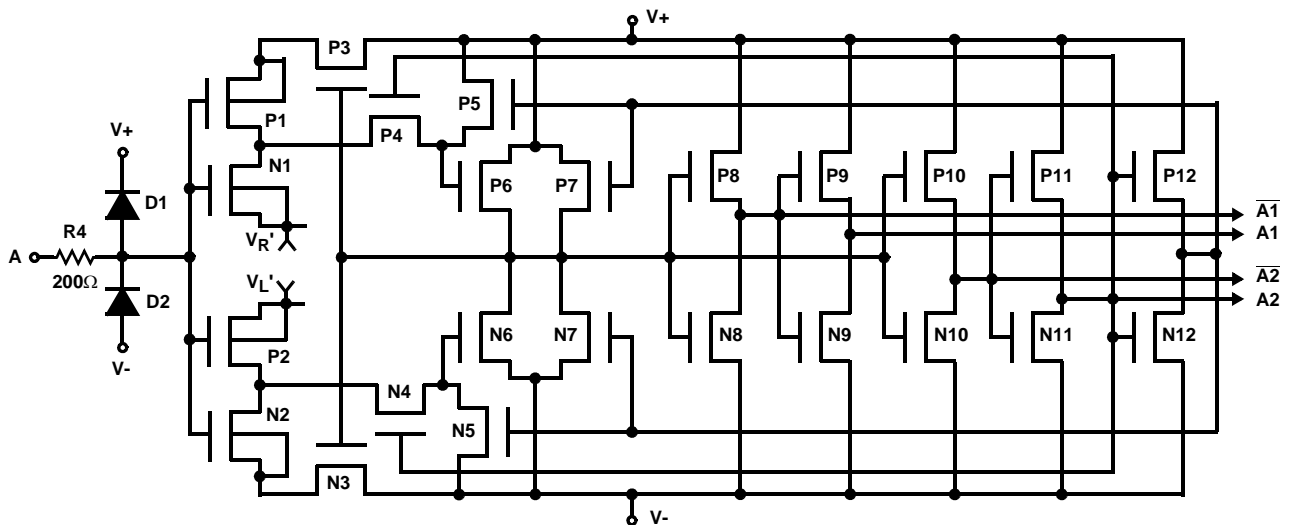 V+
P3
P5
P1
P4
V+
N1
P6
P7
P8
P9
P10
P11
P12
D1
A1
R4
VR'
A1
A
200Ω
VL'
A2
D2
A2
N6
N7
N8
N9
N10
N11
N12
P2
V-
N4
N2
N5
N3
V-